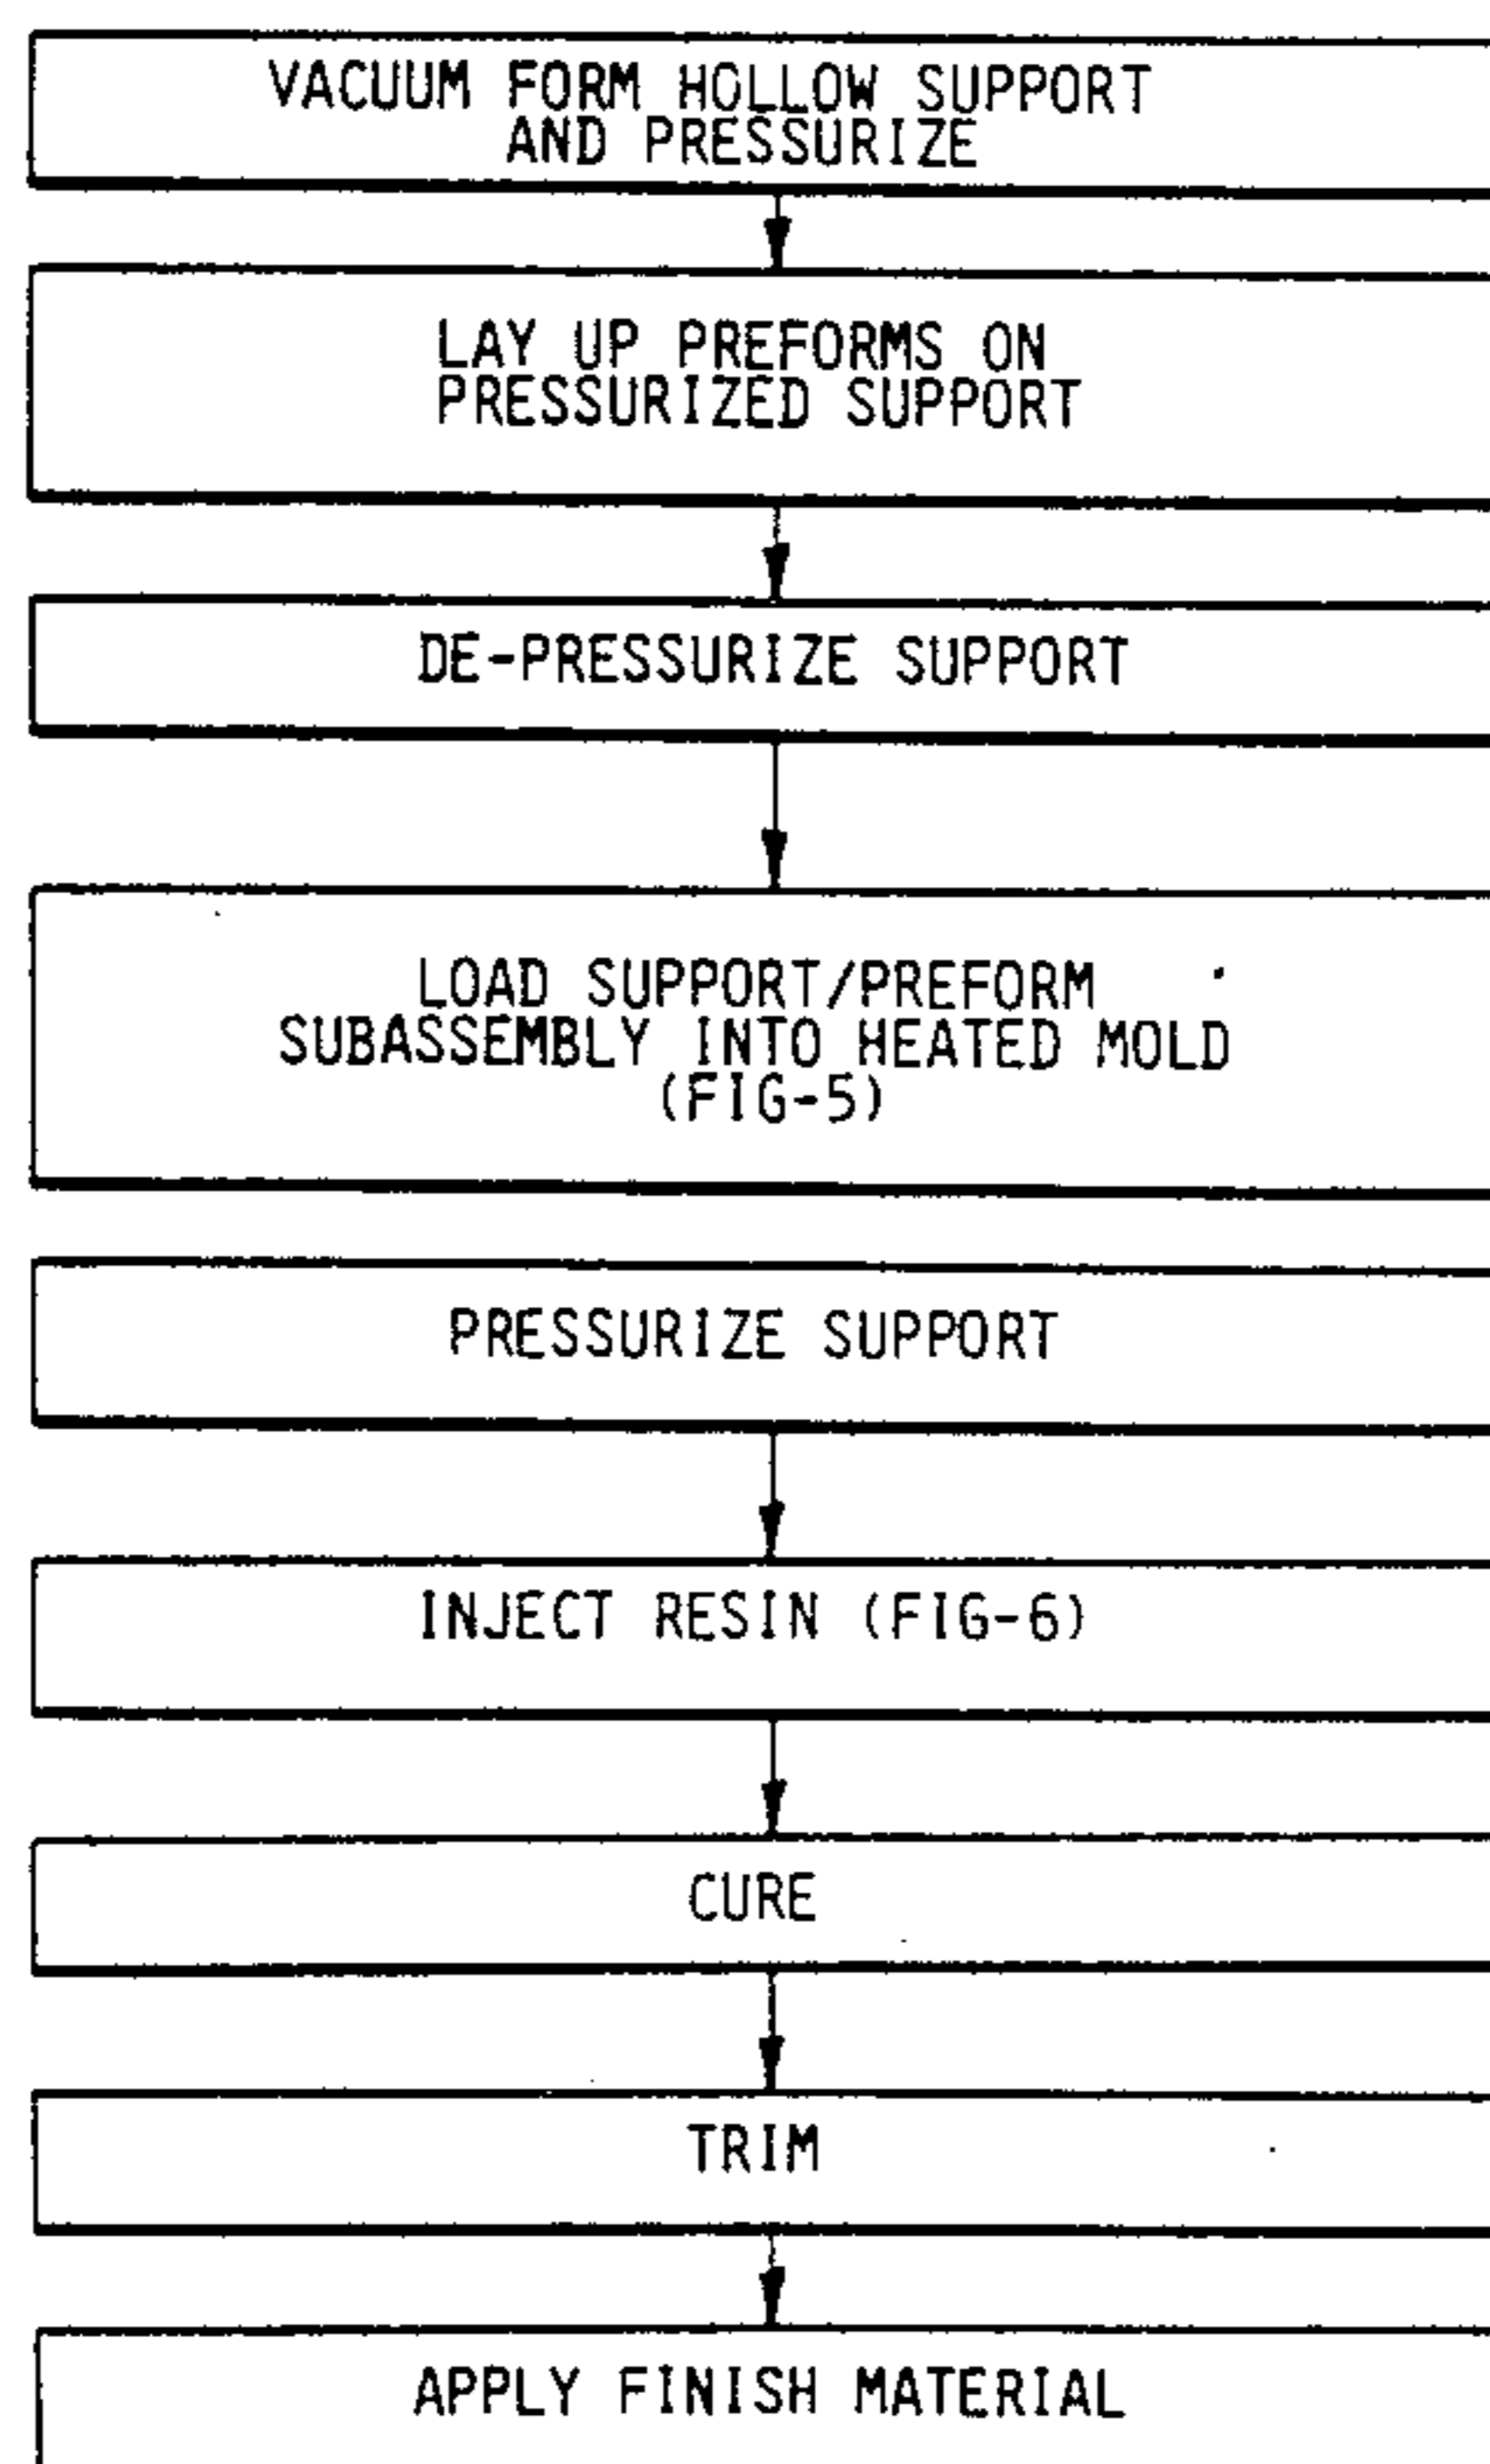 VACUUM FORM HOLLOW SUPPORT
AND PRESSURIZE
LAY UP PREFORMS ON
PRESSURIZED SUPPORT
DE-PRESSURIZE SUPPORT
LOAD SUPPORT/PREFORM
SUBASSEMBLY INTO HEATED MOLD
(FIG-5)
PRESSURIZE SUPPORT
INJECT RESIN (FIG-6)
CURE
TRIM
APPLY FINISH MATERIAL